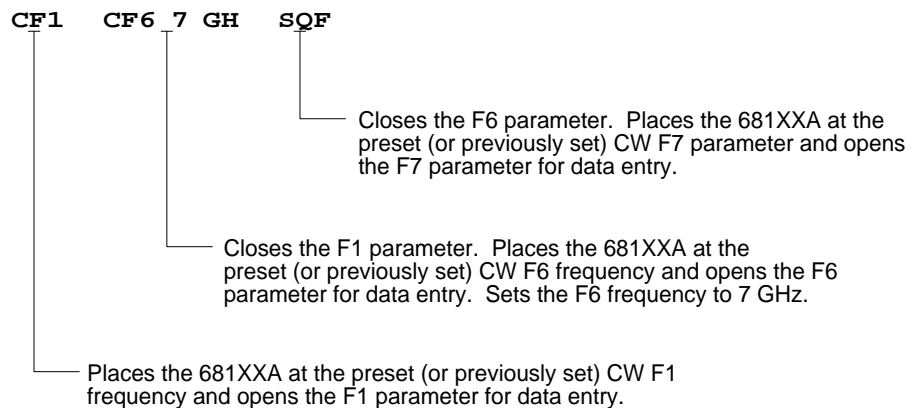 CF1 CF6 7 GH SQF
Closes the F6 parameter. Places the 681XXA at the
preset (or previously set) CW F7 parameter and opens
the F7 parameter for data entry.
Closes the F1 parameter. Places the 681XXA at the
preset (or previously set) CW F6 frequency and opens the F6
parameter for data entry. Sets the F6 frequency to 7 GHz.
Places the 681XXA at the preset (or previously set) CW F1
frequency and opens the F1 parameter for data entry.